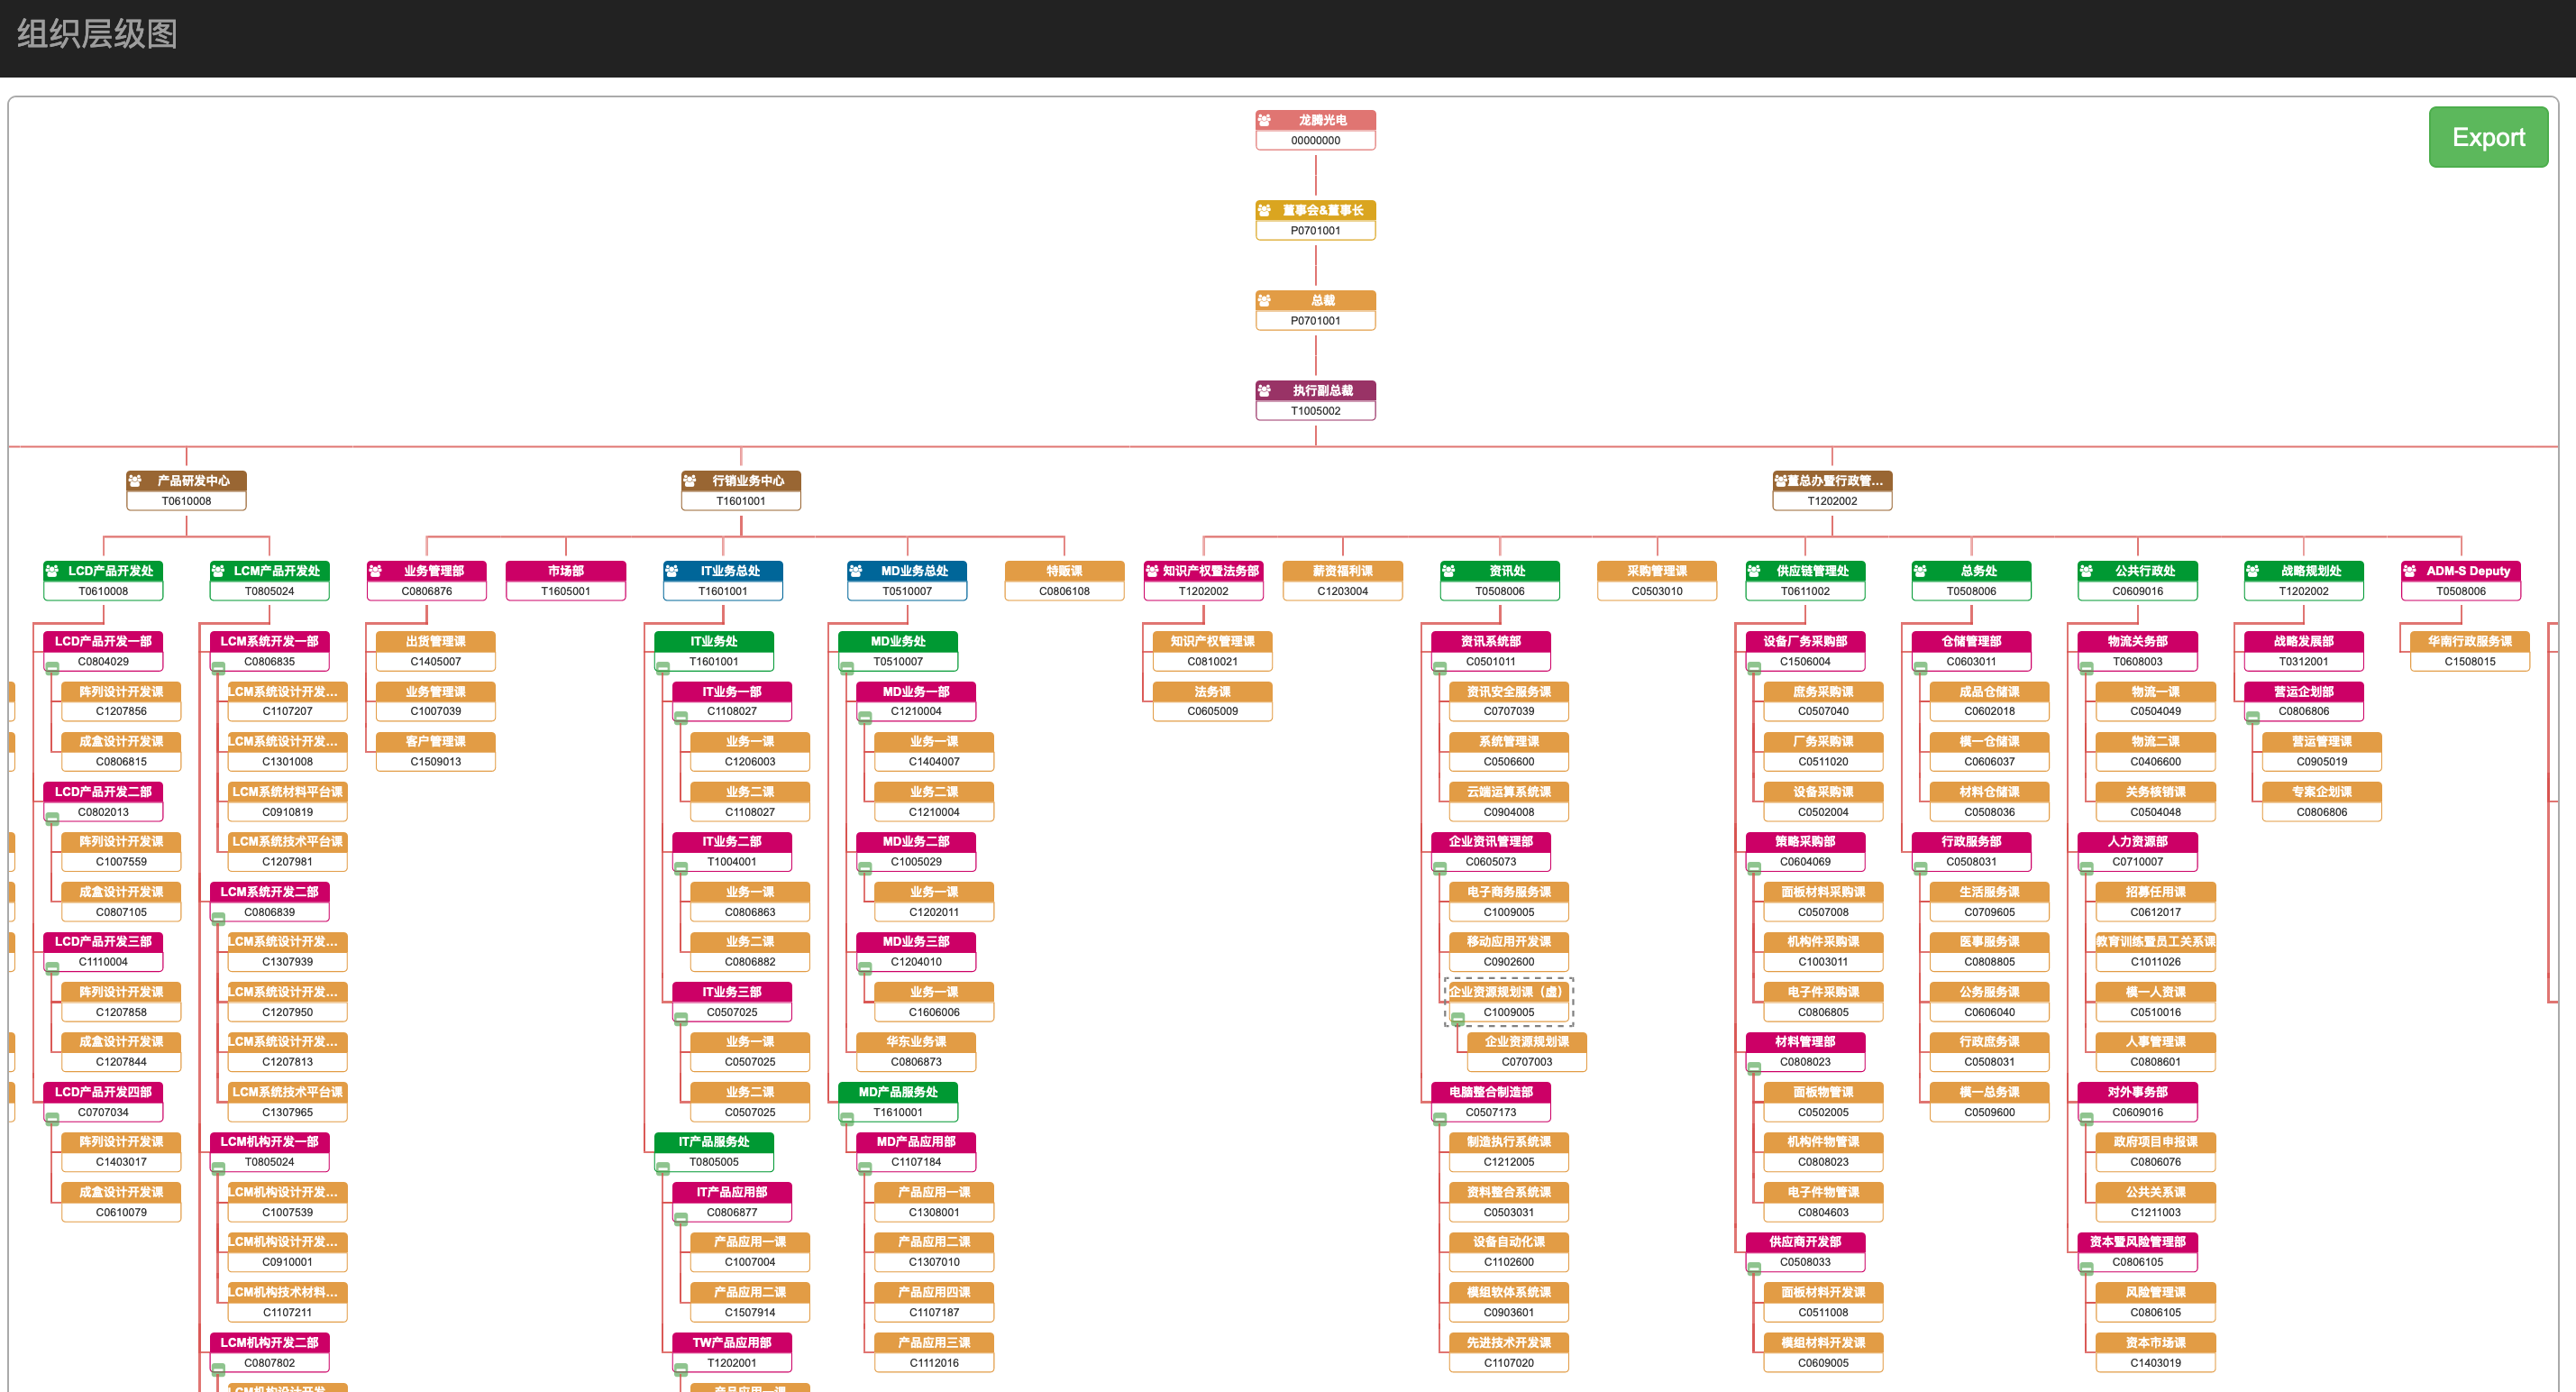 组织层级图
Export
龙腾光电
00000000
董事会&董事长
P0701001
总裁
P0701001
执行副总裁
T1005002
产品研发中心
T0610008
行销业务中心
T1601001
董总办暨行政管...
T1202002
LCD产品开发处
T0610008
LCM产品开发处
T0805024
业务管理部
C0806876
市场部
T1605001
IT业务总处
T1601001
MD业务总处
T0510007
特贩课
C0806108
知识产权暨法务部
T1202002
薪资福利课
C1203004
资讯处
T0508006
采购管理课
C0503010
供应链管理处
T0611002
总务处
T0508006
公共行政处
C0609016
战略规划处
T1202002
ADM-S Deputy
T0508006
LCD产品开发一部
C0804029
阵列设计开发课
C1207856
成盒设计开发课
C0806815
LCD产品开发二部
C0802013
阵列设计开发课
C1007559
成盒设计开发课
C0807105
LCD产品开发三部
C1110004
阵列设计开发课
C1207858
成盒设计开发课
C1207844
LCD产品开发四部
C0707034
阵列设计开发课
C1403017
成盒设计开发课
C0610079
LCM系统开发一部
C0806835
LCM系统设计开发...
C1107207
LCM系统设计开发...
C1301008
LCM系统材料平台课
C0910819
LCM系统技术平台课
C1207981
LCM系统开发二部
C0806839
LCM系统设计开发...
C1307939
LCM系统设计开发...
C1207950
LCM系统设计开发...
C1207813
LCM系统技术平台课
C1307965
LCM机构开发一部
T0805024
LCM机构设计开发...
C1007539
LCM机构设计开发...
C0910001
LCM机构技术材料...
C1107211
LCM机构开发二部
C0807802
LCM机构设计开发...
出货管理课
C1405007
业务管理课
C1007039
客户管理课
C1509013
IT业务处
T1601001
IT业务一部
C1108027
业务一课
C1206003
业务二课
C1108027
IT业务二部
T1004001
业务一课
C0806863
业务二课
C0806882
IT业务三部
C0507025
业务一课
C0507025
业务二课
C0507025
IT产品服务处
T0805005
IT产品应用部
C0806877
产品应用一课
C1007004
产品应用二课
C1507914
TW产品应用部
T1202001
产品应用一课
MD业务处
T0510007
MD业务一部
C1210004
业务一课
C1404007
业务二课
C1210004
MD业务二部
C1005029
业务一课
C1202011
MD业务三部
C1204010
业务一课
C1606006
华东业务课
C0806873
MD产品服务处
T1610001
MD产品应用部
C1107184
产品应用一课
C1308001
产品应用二课
C1307010
产品应用四课
C1107187
产品应用三课
C1112016
知识产权管理课
C0810021
法务课
C0605009
资讯系统部
C0501011
资讯安全服务课
C0707039
系统管理课
C0506600
云端运算系统课
C0904008
企业资讯管理部
C0605073
电子商务服务课
C1009005
移动应用开发课
C0902600
企业资源规划课（虚）
C1009005
企业资源规划课
C0707003
电脑整合制造部
C0507173
制造执行系统课
C1212005
资料整合系统课
C0503031
设备自动化课
C1102600
模组软体系统课
C0903601
先进技术开发课
C1107020
设备厂务采购部
C1506004
庶务采购课
C0507040
厂务采购课
C0511020
设备采购课
C0502004
策略采购部
C0604069
面板材料采购课
C0507008
机构件采购课
C1003011
电子件采购课
C0806805
材料管理部
C0808023
面板物管课
C0502005
机构件物管课
C0808023
电子件物管课
C0804603
供应商开发部
C0508033
面板材料开发课
C0511008
模组材料开发课
C0609005
仓储管理部
C0603011
成品仓储课
C0602018
模一仓储课
C0606037
材料仓储课
C0508036
行政服务部
C0508031
生活服务课
C0709605
医事服务课
C0808805
公务服务课
C0606040
行政庶务课
C0508031
模一总务课
C0509600
物流关务部
T0608003
物流一课
C0504049
物流二课
C0406600
关务核销课
C0504048
人力资源部
C0710007
招募任用课
C0612017
教育训练暨员工关系课
C1011026
模一人资课
C0510016
人事管理课
C0808601
对外事务部
C0609016
政府项目申报课
C0806076
公共关系课
C1211003
资本暨风险管理部
C0806105
风险管理课
C0806105
资本市场课
C1403019
战略发展部
T0312001
营运企划部
C0806806
营运管理课
C0905019
专案企划课
C0806806
华南行政服务课
C1508015